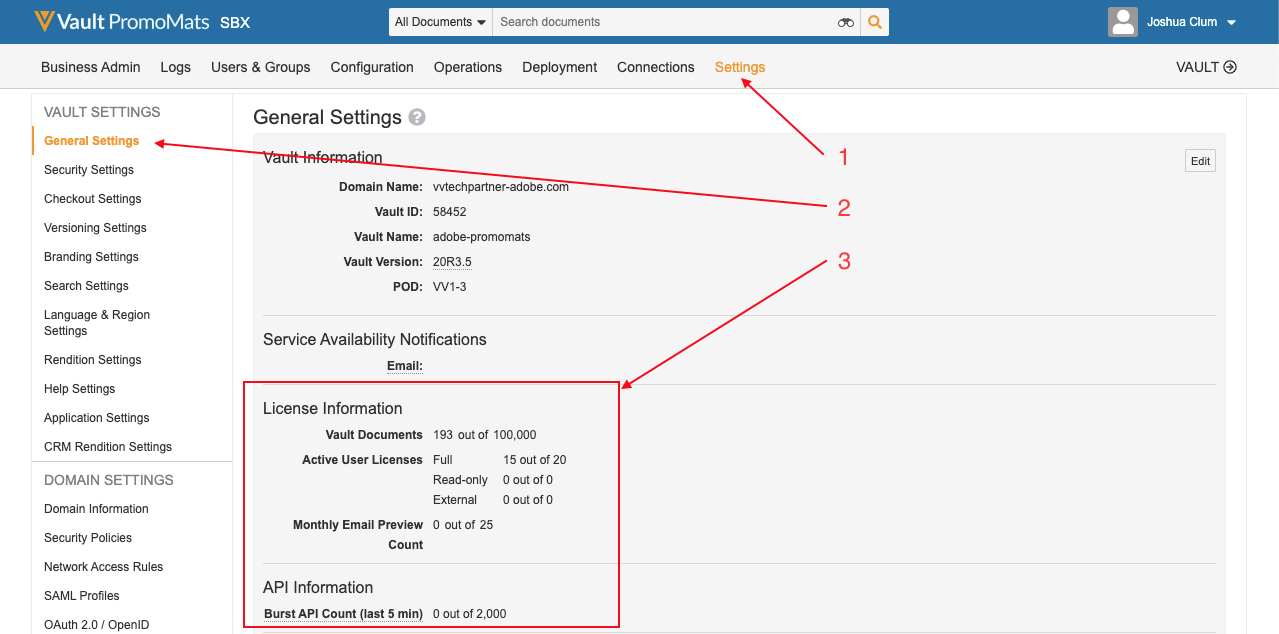 Vault PromoMats SBX
All Documents
Search documents
Joshua Clum
Business Admin Logs Users & Groups Configuration Operations Deployment Connections Settings VAULT
VAULT SETTINGS
General Settings
Security Settings
Checkout Settings
Versioning Settings
Branding Settings
Search Settings
Language & Region
Settings
Rendition Settings
Help Settings
Application Settings
CRM Rendition Settings
DOMAIN SETTINGS
Domain Information
Security Policies
Network Access Rules
SAML Profiles
OAuth 2.0 / OpenID
General Settings ?
Vault Information
Edit
Domain Name: vvtechpartner-adobe.com
Vault ID: 58452
Vault Name: adobe-promomats
Vault Version: 20R3.5
POD: VV1-3
1
2
3
Service Availability Notifications
Email:
License Information
Vault Documents 193 out of 100,000
Active User Licenses Full 15 out of 20
Read-only 0 out of 0
External 0 out of 0
Monthly Email Preview 0 out of 25
Count
API Information
Burst API Count (last 5 min) 0 out of 2,000